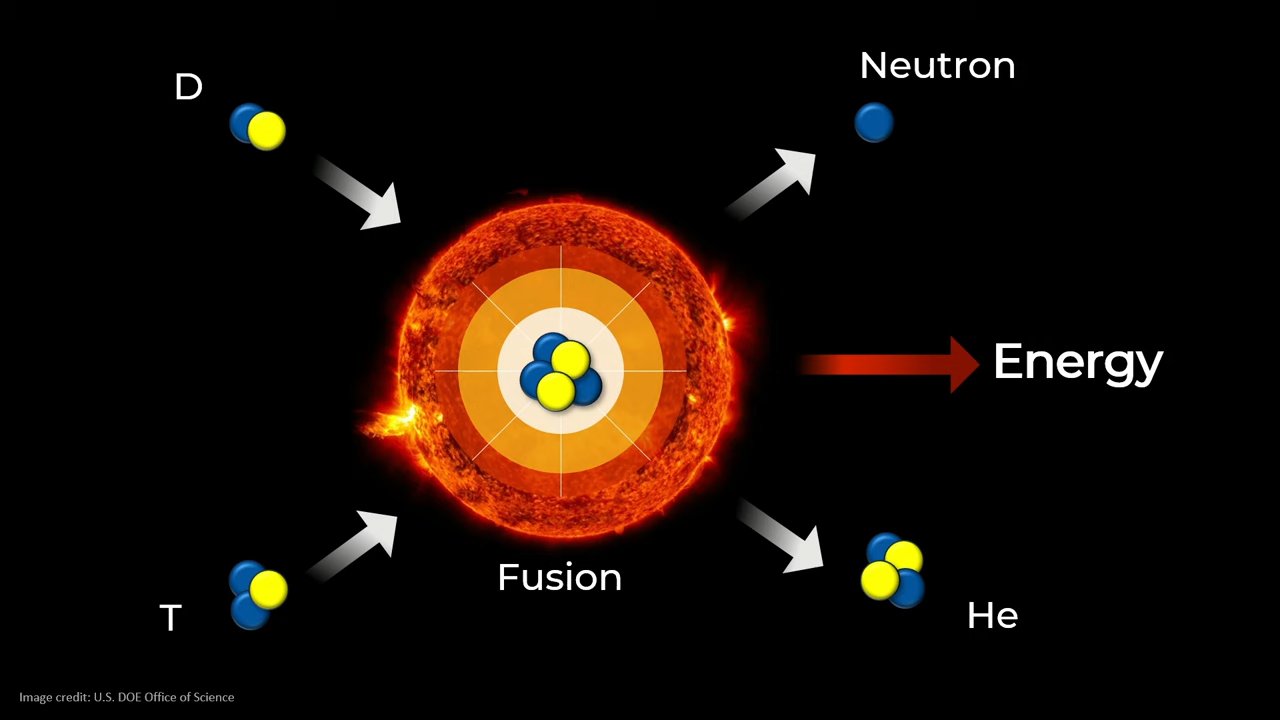 D
Neutron
Energy
Fusion
T
He
Image credit: U.S. DOE Office of Science